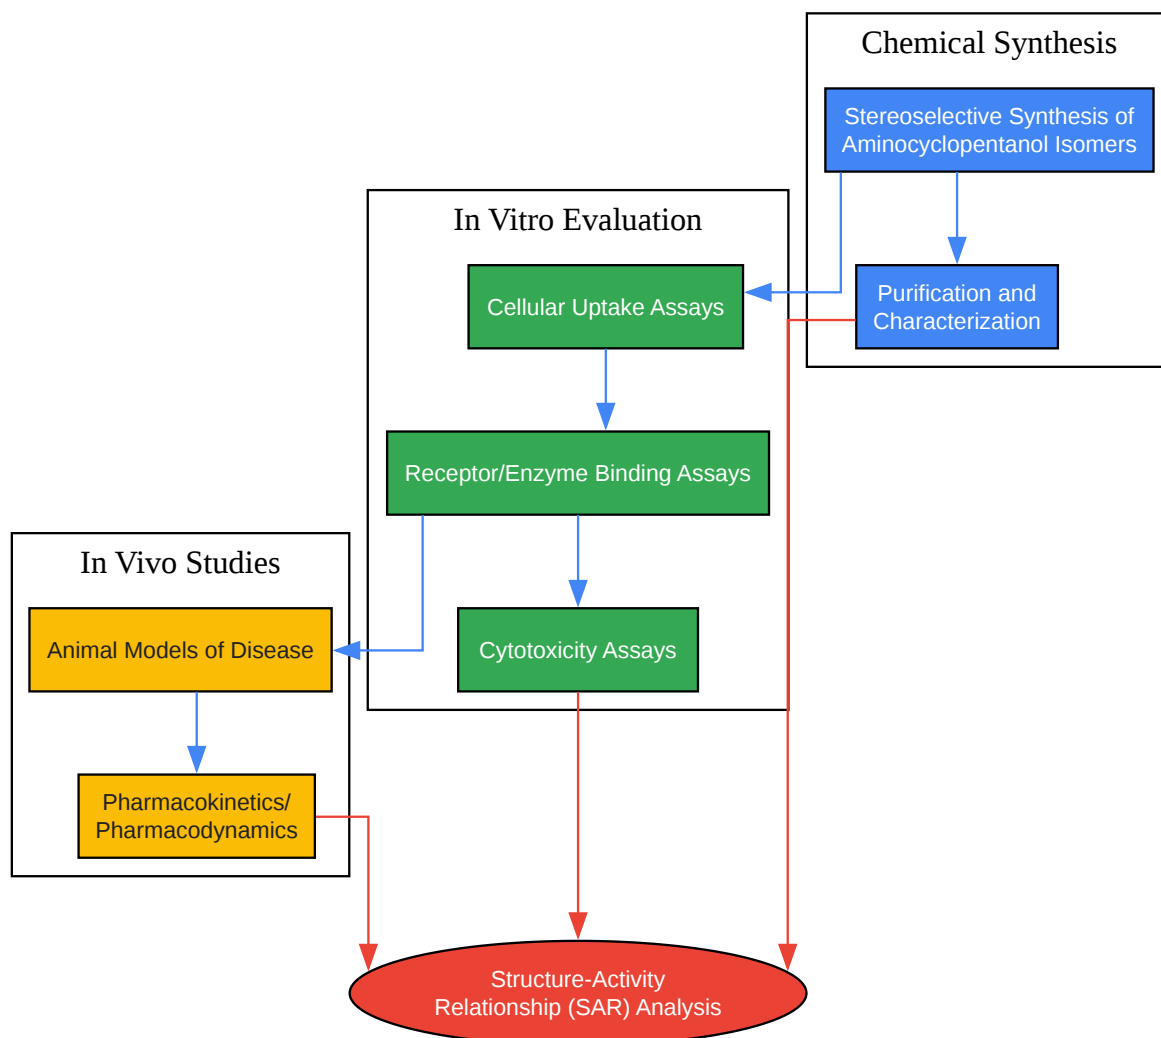 Chemical Synthesis
Stereoselective Synthesis of
Aminocyclopentanol Isomers
Purification and
Characterization
In Vitro Evaluation
Cellular Uptake Assays
Receptor/Enzyme Binding Assays
Cytotoxicity Assays
In Vivo Studies
Animal Models of Disease
Pharmacokinetics/
Pharmacodynamics
Structure-Activity
Relationship (SAR) Analysis